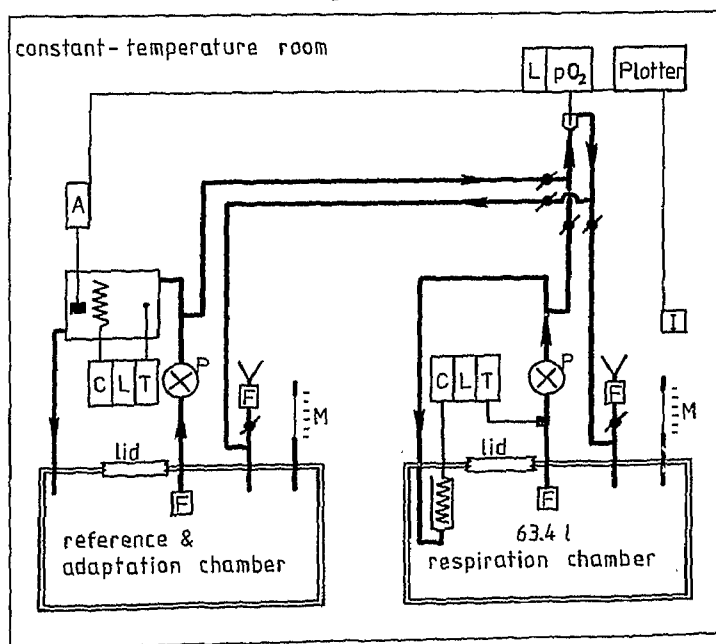 constant-temperature room
L pO₂ Plotter
A
I
C L T
P
F
M
C L T
P
F
M
lid
lid
F
F
reference &
adaptation chamber
63.4 l
respiration chamber